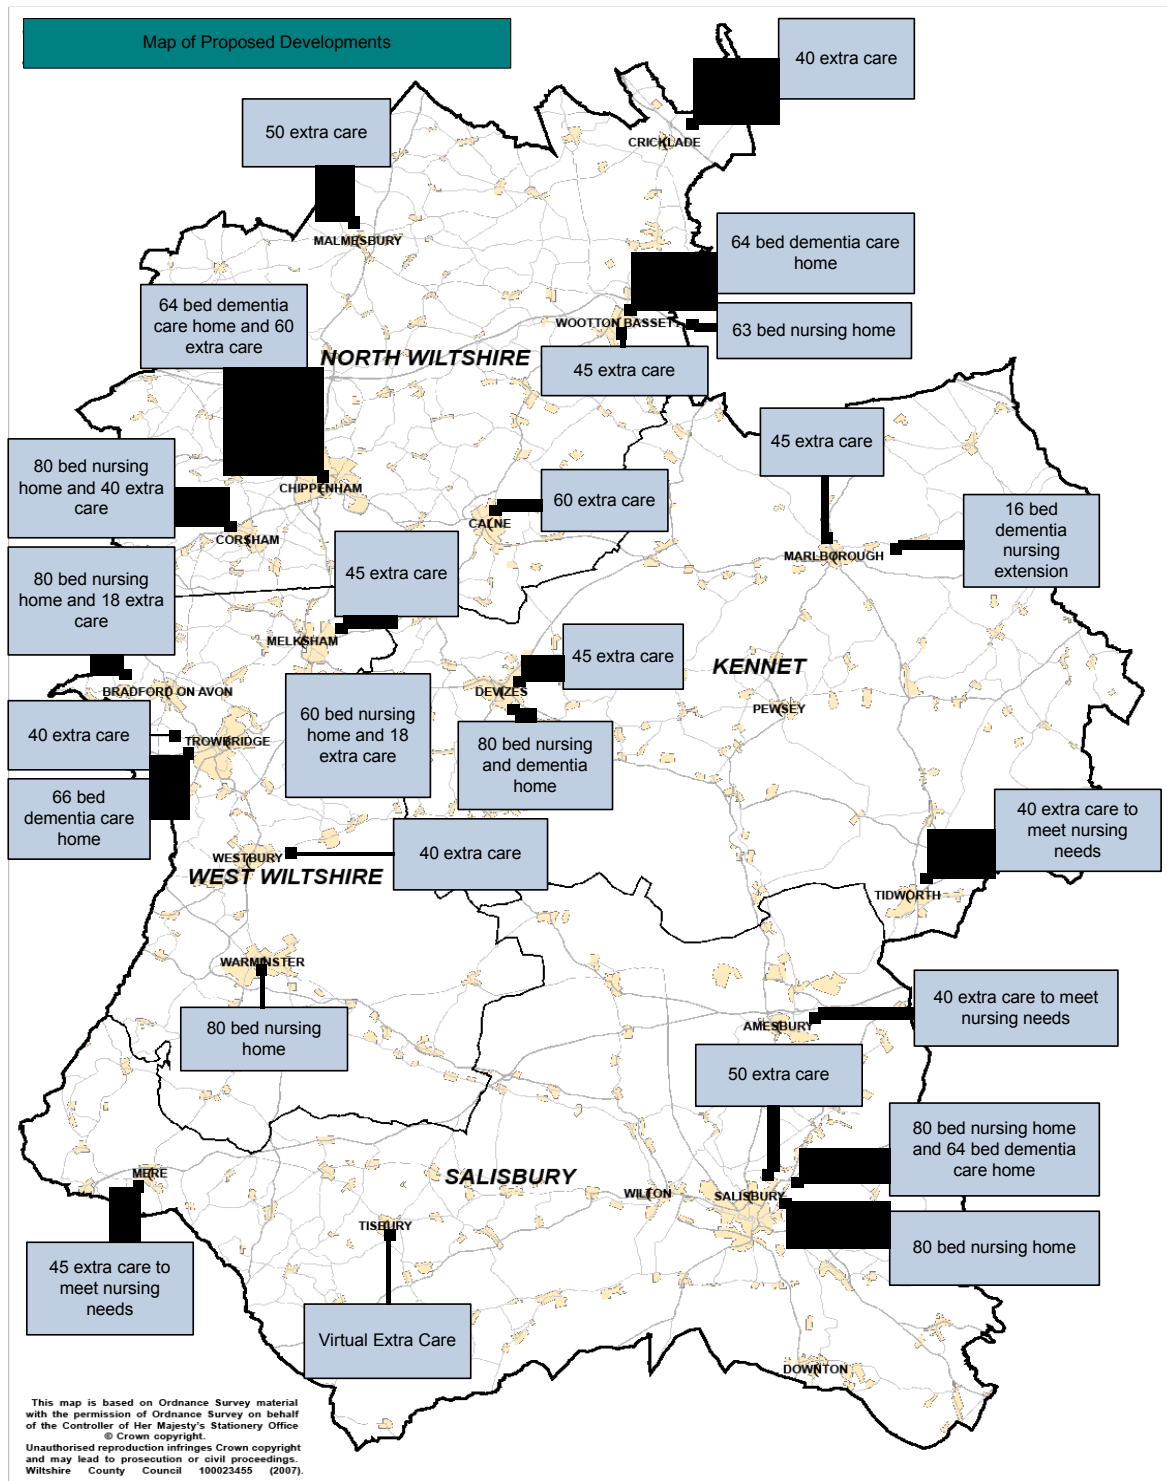 Map of Proposed Developments
40 extra care
50 extra care
CRICKLADE
MALMESBURY
64 bed dementia care
home
64 bed dementia
care home and 60
extra care
WOOTTON BASSETT
63 bed nursing home
NORTH WILTSHIRE
45 extra care
45 extra care
80 bed nursing
home and 40 extra
care
CHIPPENHAM
60 extra care
CALNE
16 bed
dementia
nursing
extension
CORSHAM
MARLBOROUGH
80 bed nursing
home and 18 extra
care
45 extra care
MELKSHAM
45 extra care
KENNET
BRADFORD ON AVON
DEVIZES
PEWSEY
40 extra care
TROWBRIDGE
60 bed nursing
home and 18
extra care
80 bed nursing
and dementia
home
66 bed
dementia care
home
40 extra care to
meet nursing
needs
WESTBURY
40 extra care
WEST WILTSHIRE
TIDWORTH
WARMINSTER
80 bed nursing
home
40 extra care to meet
nursing needs
AMESBURY
50 extra care
80 bed nursing home
and 64 bed dementia
care home
MERE
SALISBURY
WILTON
SALISBURY
TISBURY
80 bed nursing home
45 extra care to
meet nursing
needs
Virtual Extra Care
DOWNTON
This map is based on Ordnance Survey material
with the permission of Ordnance Survey on behalf
of the Controller of Her Majesty's Stationery Office
© Crown copyright.
Unauthorised reproduction infringes Crown copyright
and may lead to prosecution or civil proceedings.
Wiltshire County Council 100023455 (2007).